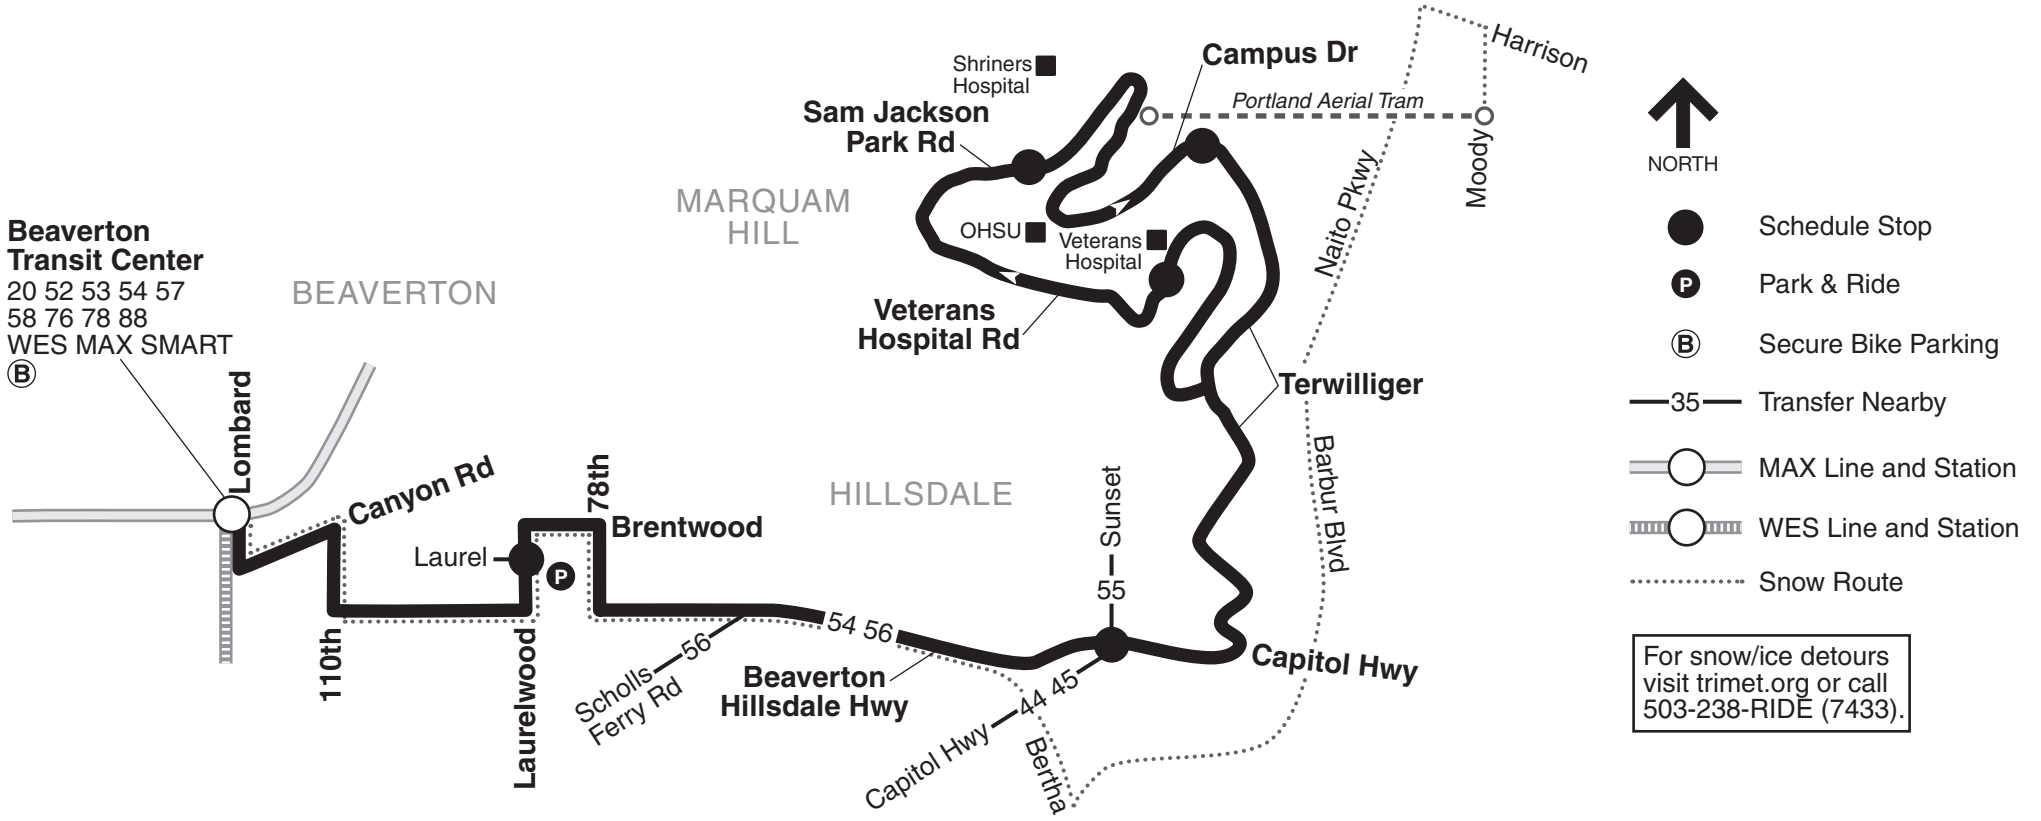 Beaverton
Transit Center
20 52 53 54 57
58 76 78 88
WES MAX SMART
B
BEAVERTON
Lombard
Canyon Rd
110th
Laurel
P
Laurelwood
78th
Brentwood
Scholls
Ferry Rd
56
54 56
Beaverton
Hillsdale Hwy
HILLSDALE
MARQUAM
HILL
Shriners
Hospital
Sam Jackson
Park Rd
OHSU
Veterans
Hospital
Veterans
Hospital Rd
Campus Dr
Portland Aerial Tram
Harrison
Moody
Naito Pkwy
Terwilliger
Barbur Blvd
Sunset
55
44 45
Capitol Hwy
Bertha
Capitol Hwy
NORTH
Schedule Stop
P Park & Ride
B Secure Bike Parking
35 Transfer Nearby
MAX Line and Station
WES Line and Station
Snow Route
For snow/ice detours
visit trimet.org or call
503-238-RIDE (7433).